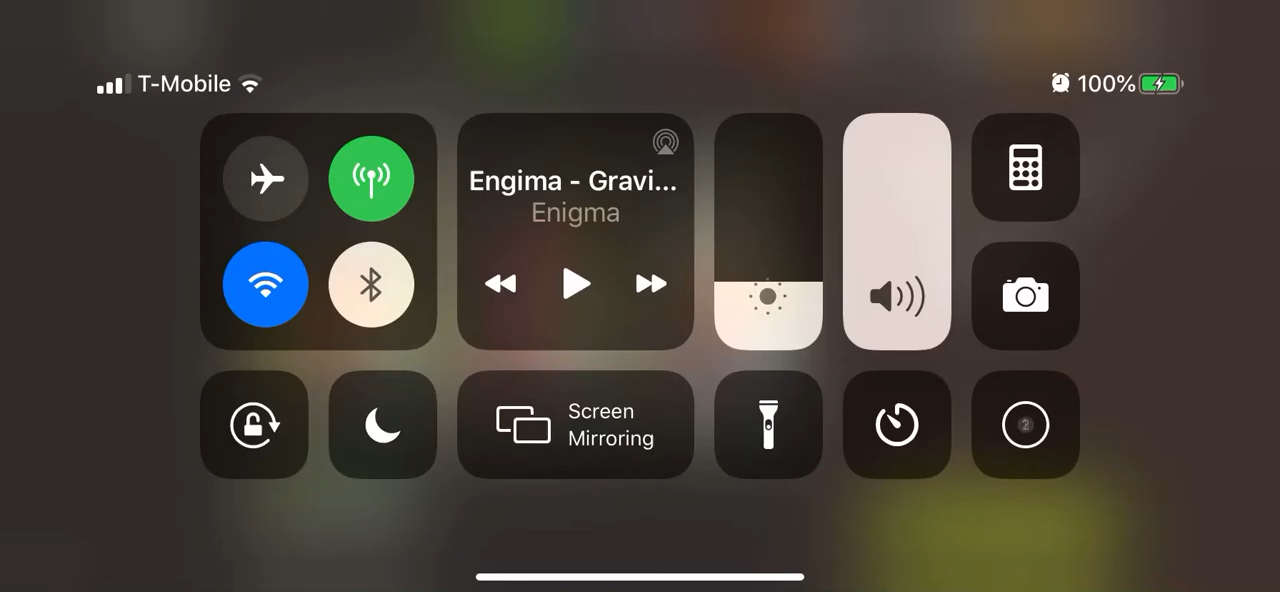 T-Mobile
100%
Engima - Gravi...
Enigma
Screen
Mirroring
2